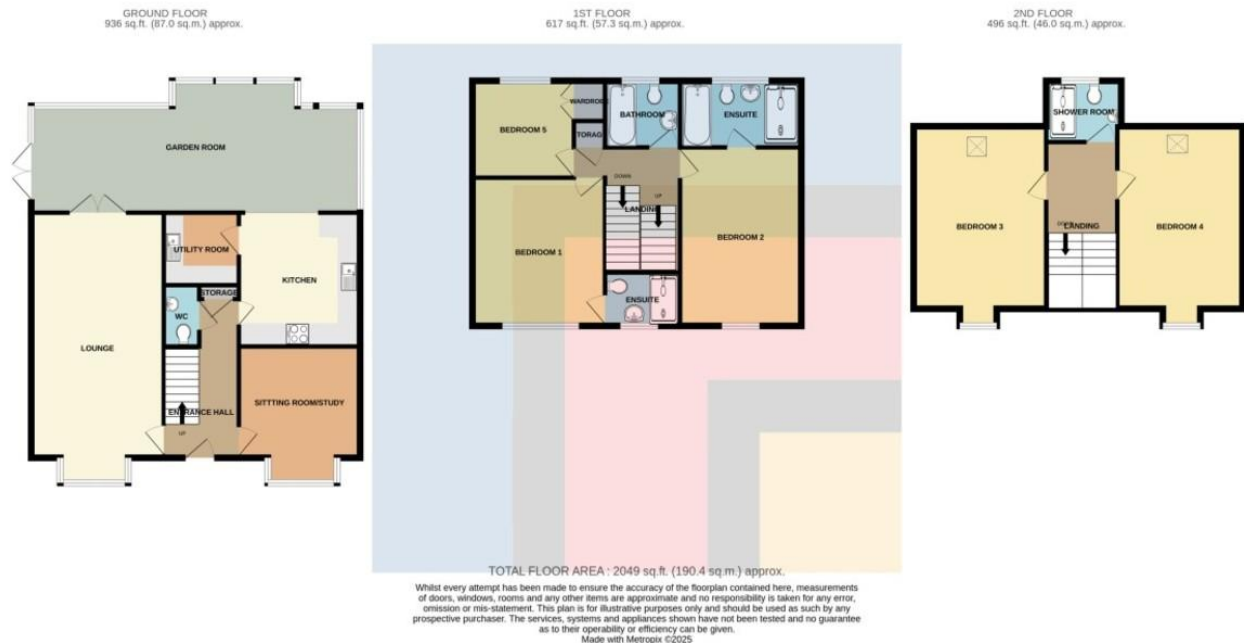 GROUND FLOOR
936 sq.ft. (87.0 sq.m.) approx.
GARDEN ROOM
UTILITY ROOM
KITCHEN
STORAGE
WC
LOUNGE
ENTRANCE HALL
SITTTING ROOM/STUDY
UP
1ST FLOOR
617 sq.ft. (57.3 sq.m.) approx.
WARDROBE
BATHROOM
ENSUITE
BEDROOM 5
TORAG
DOWN
UP
LANDING
BEDROOM 1
BEDROOM 2
ENSUITE
2ND FLOOR
496 sq.ft. (46.0 sq.m.) approx.
SHOWER ROOM
BEDROOM 3
DOWN
LANDING
BEDROOM 4
TOTAL FLOOR AREA : 2049 sq.ft. (190.4 sq.m.) approx.
Whilst every attempt has been made to ensure the accuracy of the floorplan contained here, measurements
of doors, windows, rooms and any other items are approximate and no responsibility is taken for any error,
omission or mis-statement. This plan is for illustrative purposes only and should be used as such by any
prospective purchaser. The services, systems and appliances shown have not been tested and no guarantee
as to their operability or efficiency can be given.
Made with Metropix ©2025